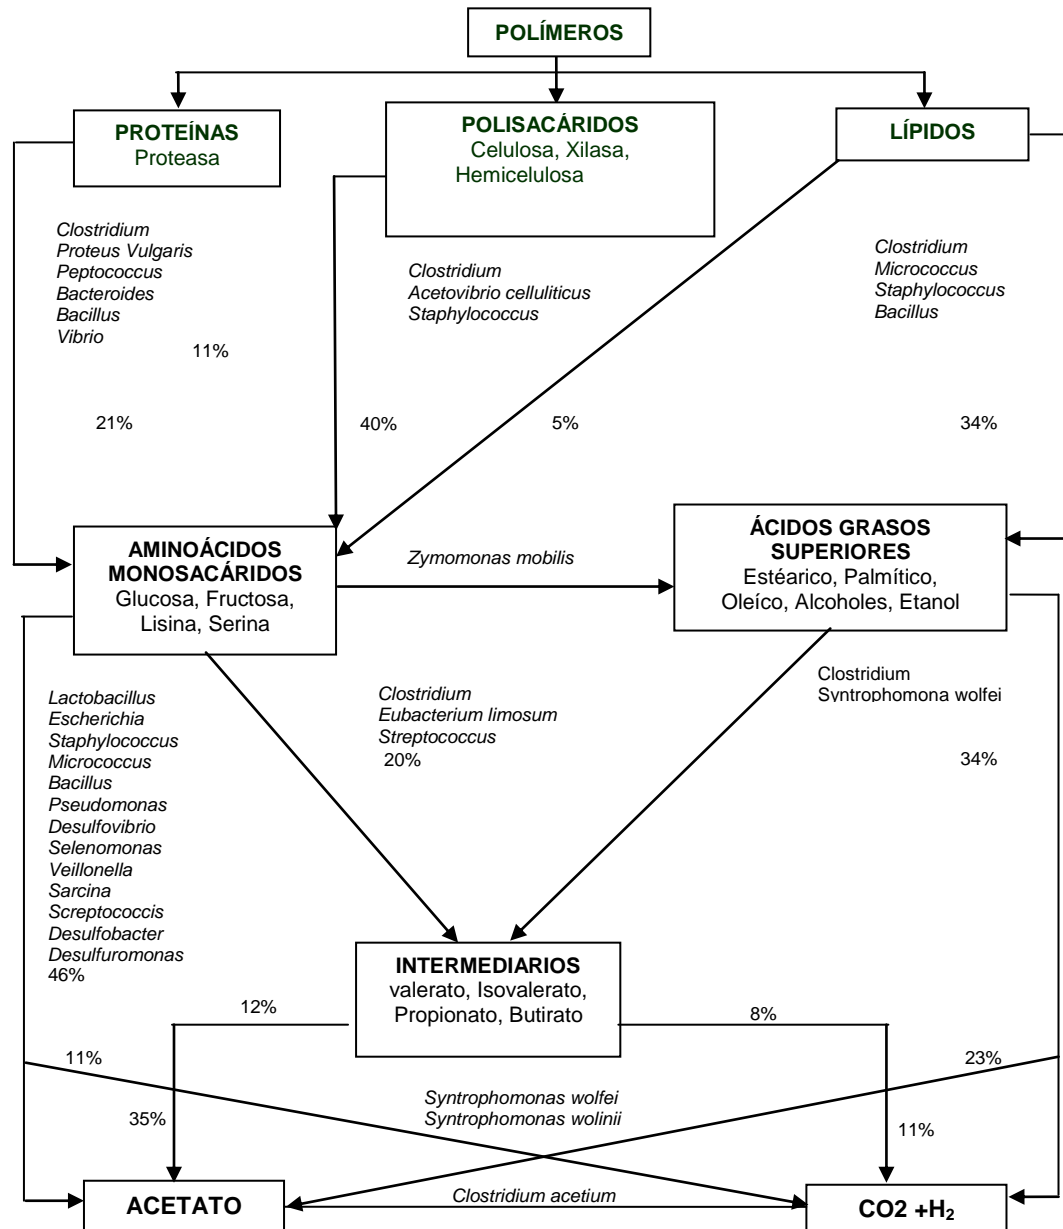 POLÍMEROS
PROTEÍNAS
Proteasa
POLISACÁRIDOS
Celulosa, Xilasa,
Hemicelulosa
LÍPIDOS
Clostridium
Proteus Vulgaris
Peptococcus
Bacteroides
Bacillus
Vibrio
11%
21%
Clostridium
Acetovibrio celluliticus
Staphylococcus
40%
5%
Clostridium
Micrococcus
Staphylococcus
Bacillus
34%
AMINOÁCIDOS
MONOSACÁRIDOS
Glucosa, Fructosa,
Lisina, Serina
Zymomonas mobilis
ÁCIDOS GRASOS
SUPERIORES
Estéarico, Palmítico,
Oleíco, Alcoholes, Etanol
Lactobacillus
Escherichia
Staphylococcus
Micrococcus
Bacillus
Pseudomonas
Desulfovibrio
Selenomonas
Veillonella
Sarcina
Screptococcis
Desulfobacter
Desulfuromonas
46%
Clostridium
Eubacterium limosum
Streptococcus
20%
Clostridium
Syntrophomona wolfei
34%
INTERMEDIARIOS
valerato, Isovalerato,
Propionato, Butirato
12%
8%
11%
23%
Syntrophomonas wolfei
Syntrophomonas wolinii
35%
11%
ACETATO
Clostridium acetium
CO2 +H₂